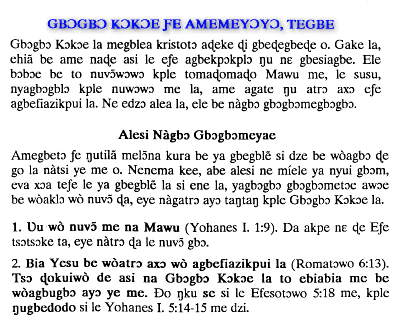 GBƆGBƆ KƆKƆE ƑE AMEMEYƆYƆ, TEGBE
Gbɔgbɔ Kɔkɔe la megblea kristotɔ aɖeke ɖi gbeɖegbeɖe o. Gake la,
ehiã be ame naɖe asi le eƒe agbekpɔkplɔ ŋu nɛ gbesiagbe. Ele
bɔbɔe be to nuvɔ̃wɔwɔ kple tomaɖomaɖo Mawu me, le susu,
nyagbɔgblɔ kple nuwɔwɔ me la, ame agate ŋu atrɔ axɔ eƒe
agbefiazikpui la. Ne edzɔ alea la, ele be nàgbɔ gbɔgbɔmegbɔgbɔ.
Alesi Nàgbɔ Gbɔgbɔmeyae
Amegbetɔ ƒe ŋutilã melɔ̃na kura be ya gbegblẽ si dze be wòagbɔ ɖe
go la nàtsi ye me o. Nenema kee, abe alesi ne míele ya nyui gbɔm,
eva xɔa teƒe le ya gbegblẽ la si ene la, yagbɔgbɔ gbɔgbɔmetɔe awɔe
be wòaklɔ wò nuvɔ̃ ɖa, eye nàgatrɔ ayɔ taŋtaŋ kple Gbɔgbɔ Kɔkɔe la.
1. Ʋu wò nuvɔ̃ me na Mawu (Yohanes I. 1:9). Da akpe nɛ ɖe Eƒe
tsɔtsɔke ta, eye nàtrɔ ɖa le nuvɔ̃ gbɔ.
2. Bia Yesu be wòatrɔ axɔ wò agbefiazikpui la (Romatɔwo 6:13).
Tsɔ ɖokuiwò de asi na Gbɔgbɔ Kɔkɔe la to ebiabia me be
wòagbugbɔ ayɔ ye me. Ðo ŋku se si le Efesotɔwo 5:18 me, kple
ŋugbedodo si le Yohanes I. 5:14-15 me dzi.